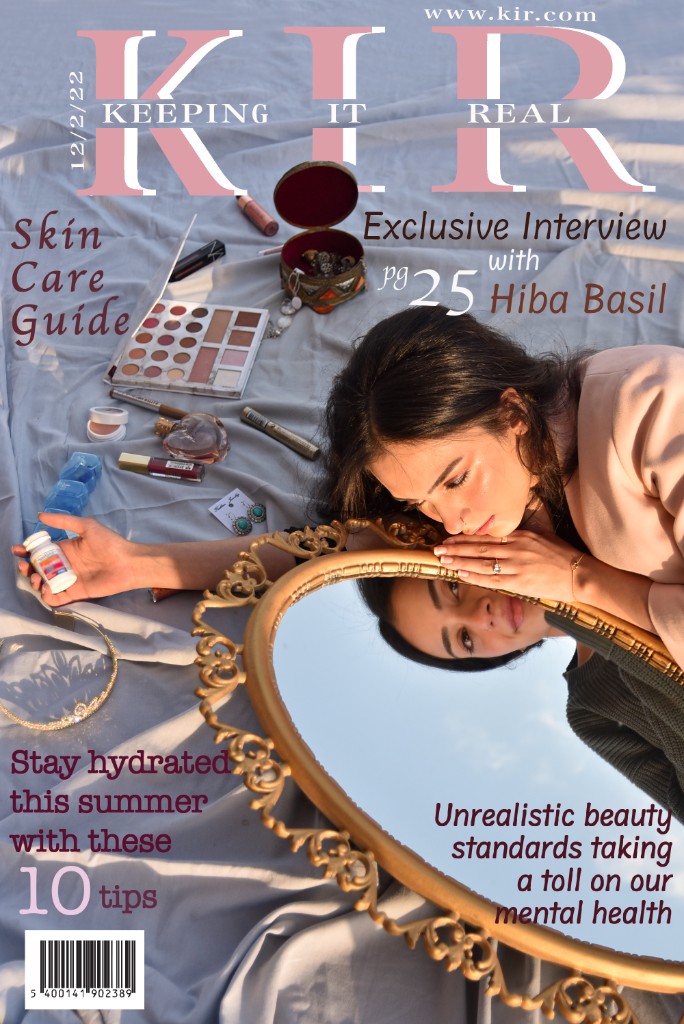 www.kir.com
KIR
KEEPING IT REAL
12/2/22
Skin
Care
Guide
Exclusive Interview
with
pg 25 Hiba Basil
Stay hydrated
this summer
with these
10 tips
Unrealistic beauty
standards taking
a toll on our
mental health
5 400141 902389